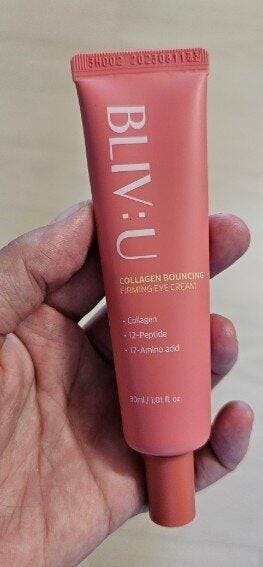 BLIV:U
COLLAGEN BOUNCING
FIRMING EYE CREAM
· Collagen
· 12-Peptide
· 17-Amino acid
30ml / 1.01 fl. oz